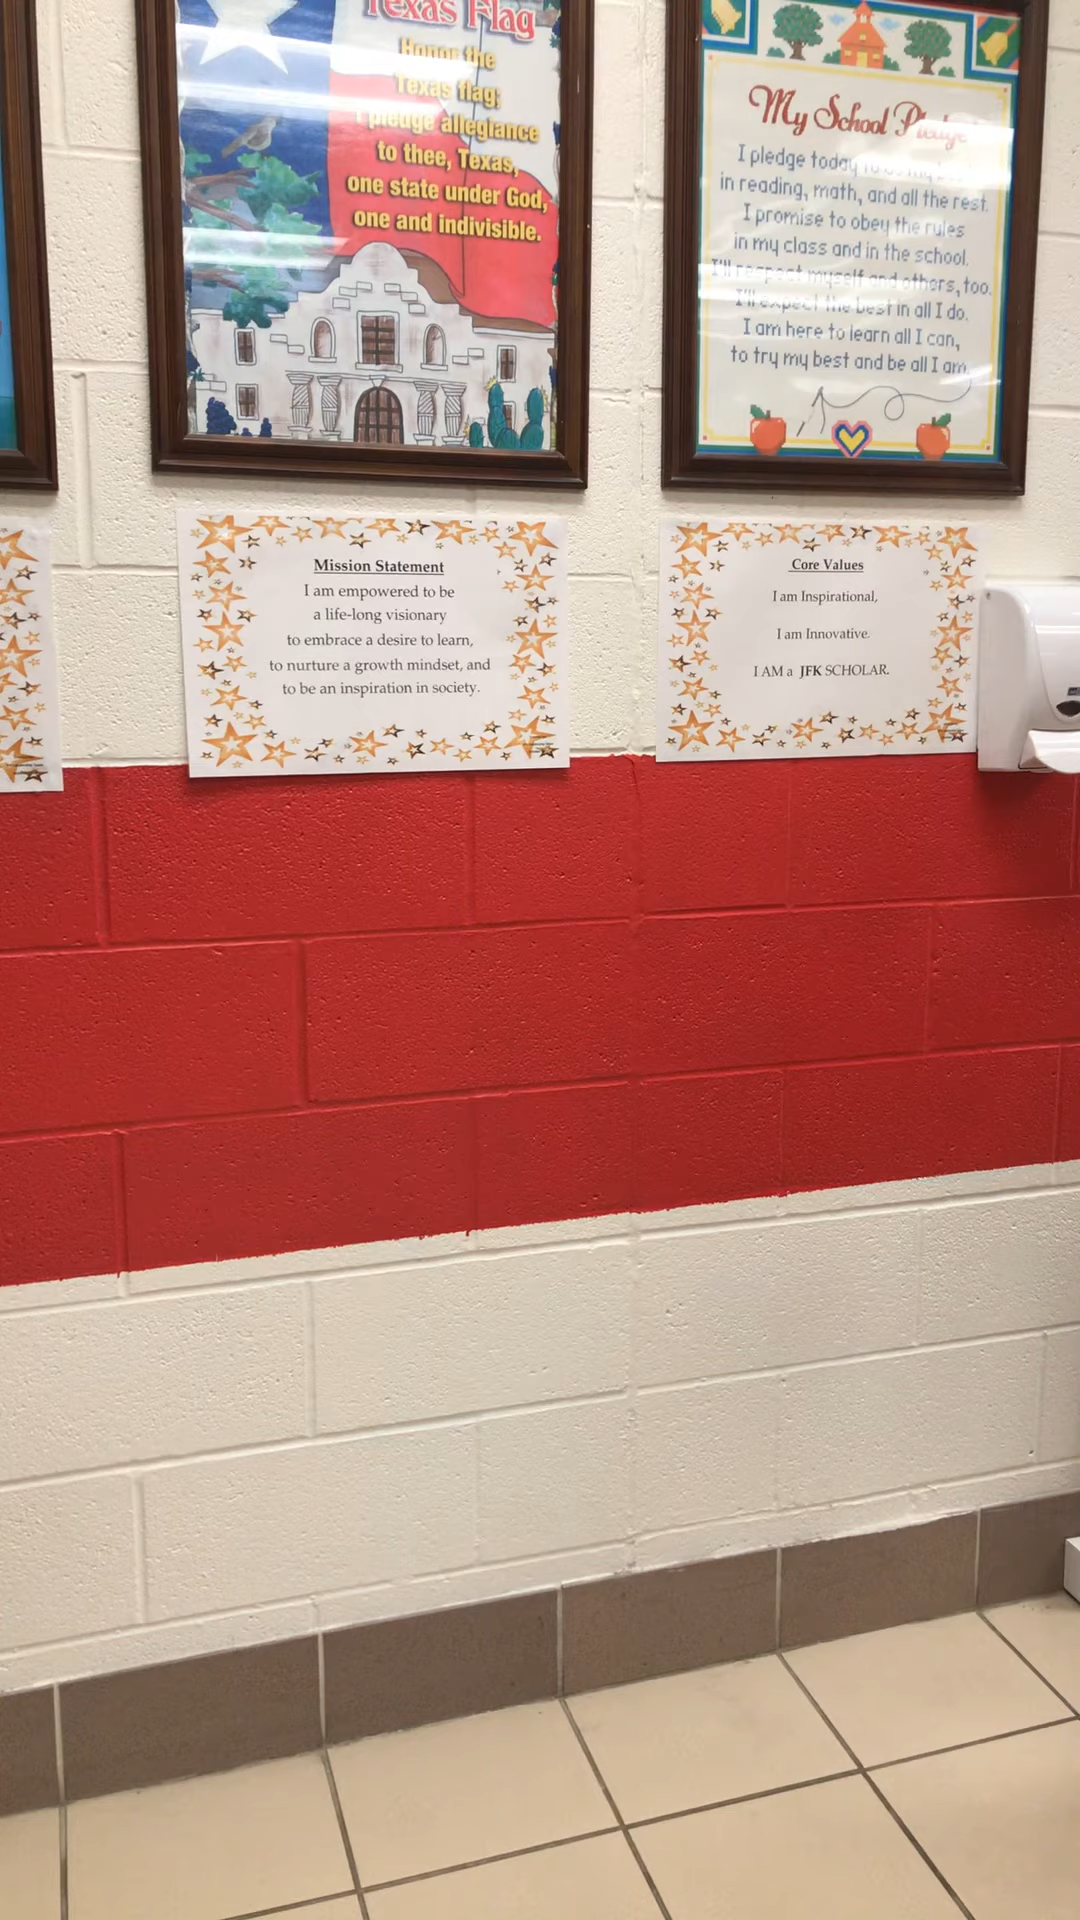 Texas Flag
Honor the
Texas flag;
I pledge allegiance
to thee, Texas,
one state under God,
one and indivisible.
My School Pledge
I pledge today to do my
in reading, math, and all the rest.
I promise to obey the rules
in my class and in the school.
I'll respect myself and others, too.
I'll expect the best in all I do.
I am here to learn all I can,
to try my best and be all I am.
Mission Statement
I am empowered to be
a life-long visionary
to embrace a desire to learn,
to nurture a growth mindset, and
to be an inspiration in society.
Core Values
I am Inspirational,
I am Innovative.
I AM a JFK SCHOLAR.